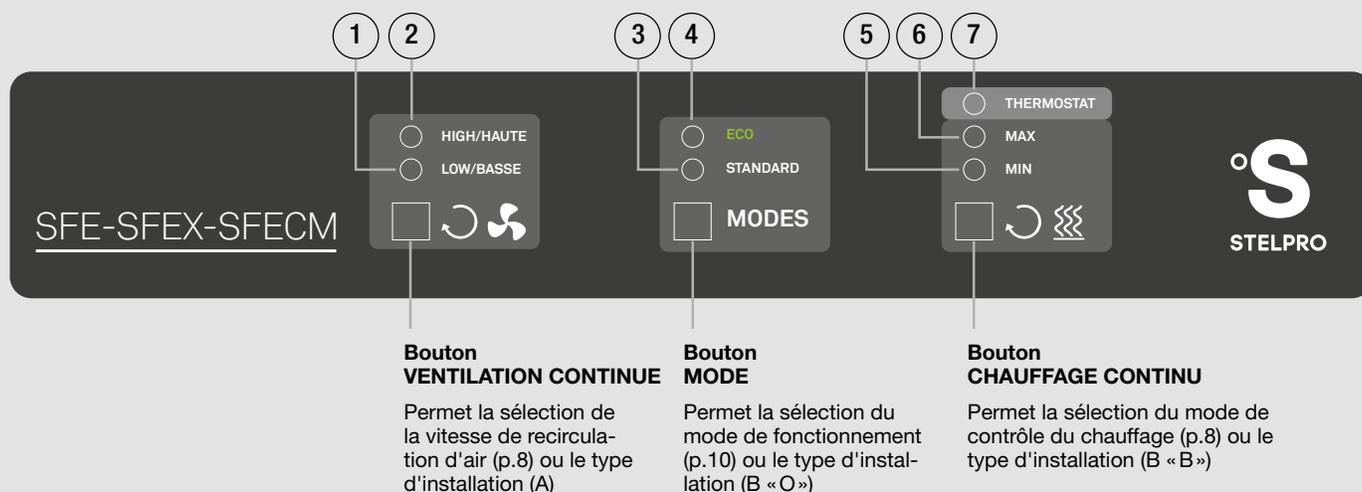 1 2 3 4 5 6 7
THERMOSTAT
HIGH/HAUTE ECO MAX
LOW/BASSE STANDARD MIN
SFE-SFEX-SFECM MODES °S
STELPRO
Bouton
VENTILATION CONTINUE
Permet la sélection de
la vitesse de recircula-
tion d'air (p.8) ou le type
d'installation (A)
Bouton
MODE
Permet la sélection du
mode de fonctionnement
(p.10) ou le type d'instal-
lation (B «O»)
Bouton
CHAUFFAGE CONTINU
Permet la sélection du mode de
contrôle du chauffage (p.8) ou le
type d'installation (B «B»)